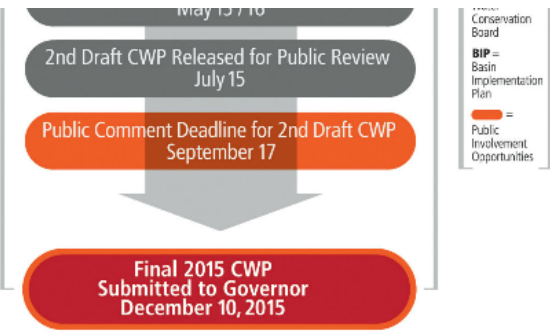 May 15 / 16
2nd Draft CWP Released for Public Review
July 15
Public Comment Deadline for 2nd Draft CWP
September 17
Final 2015 CWP
Submitted to Governor
December 10, 2015
Water
Conservation
Board
BIP =
Basin
Implementation
Plan
=
Public
Involvement
Opportunities